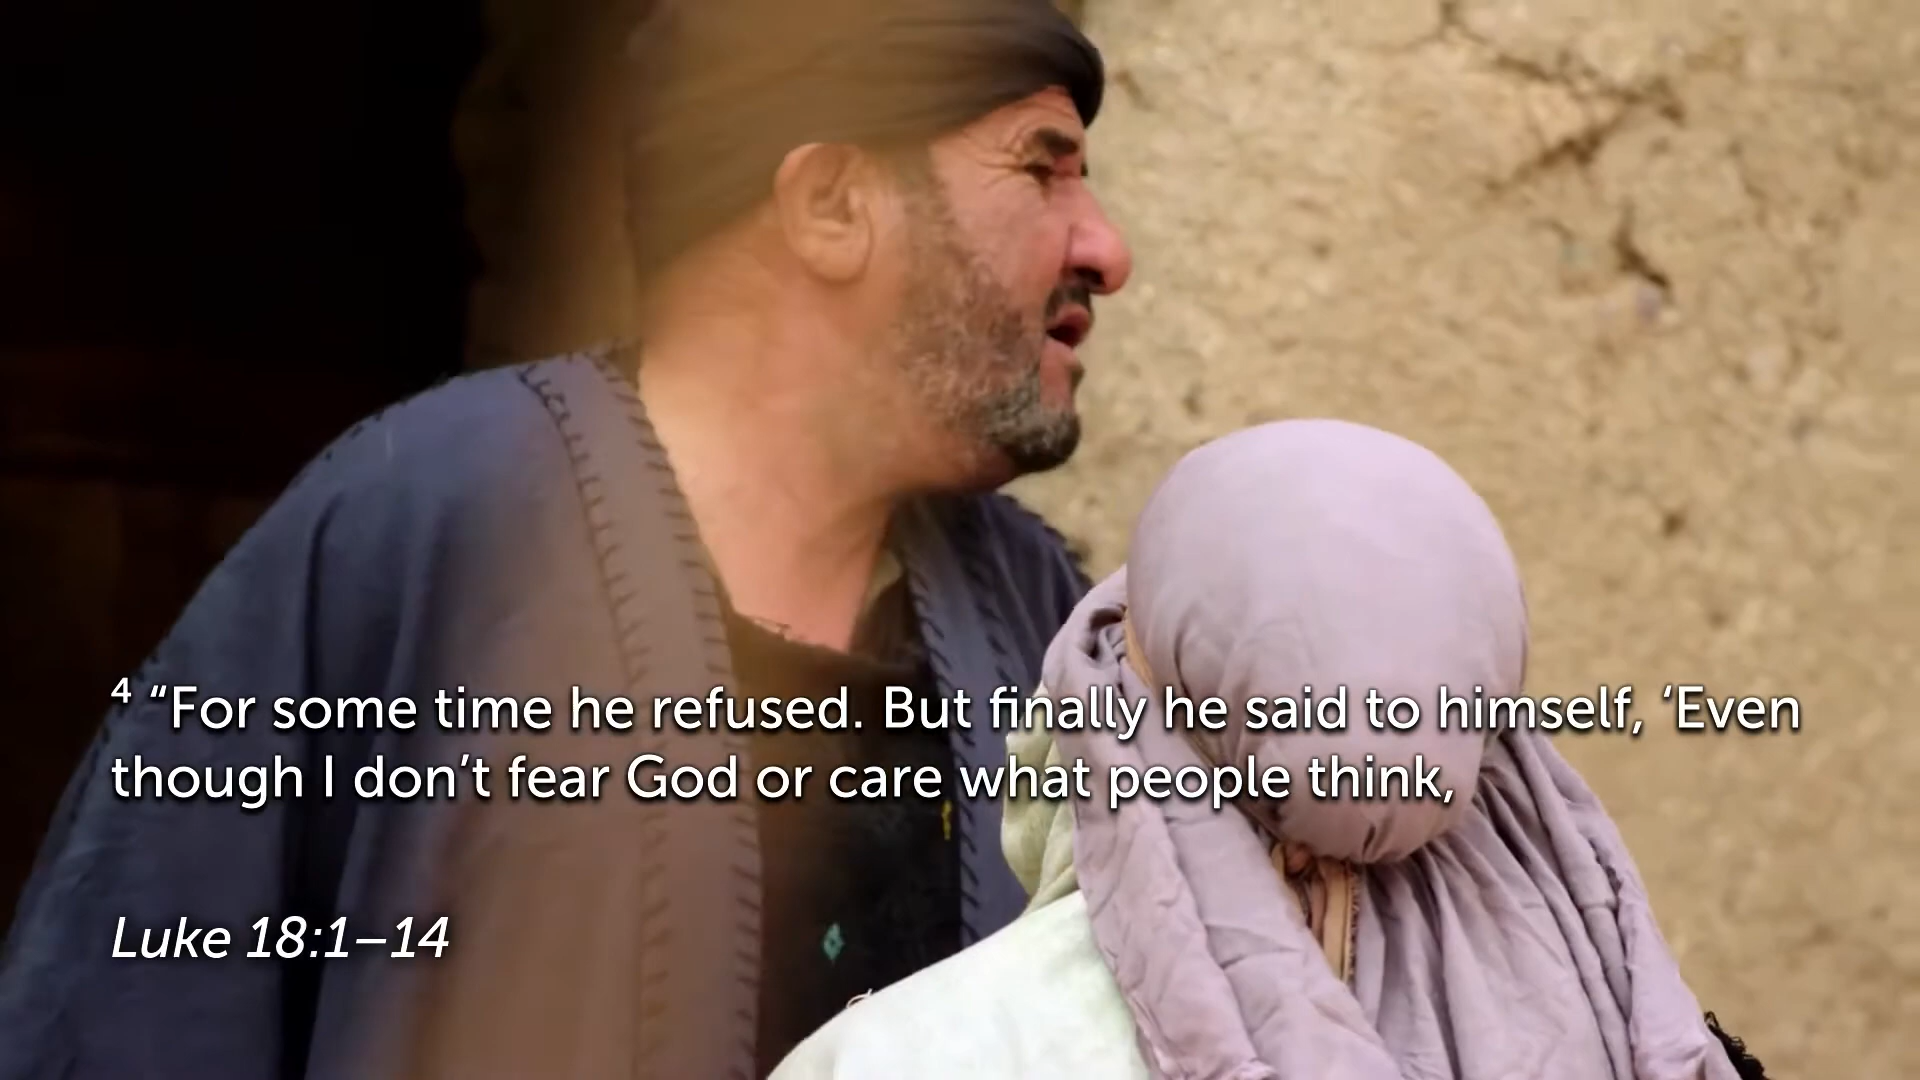 4 “For some time he refused. But finally he said to himself, ‘Even
though I don’t fear God or care what people think,
Luke 18:1–14